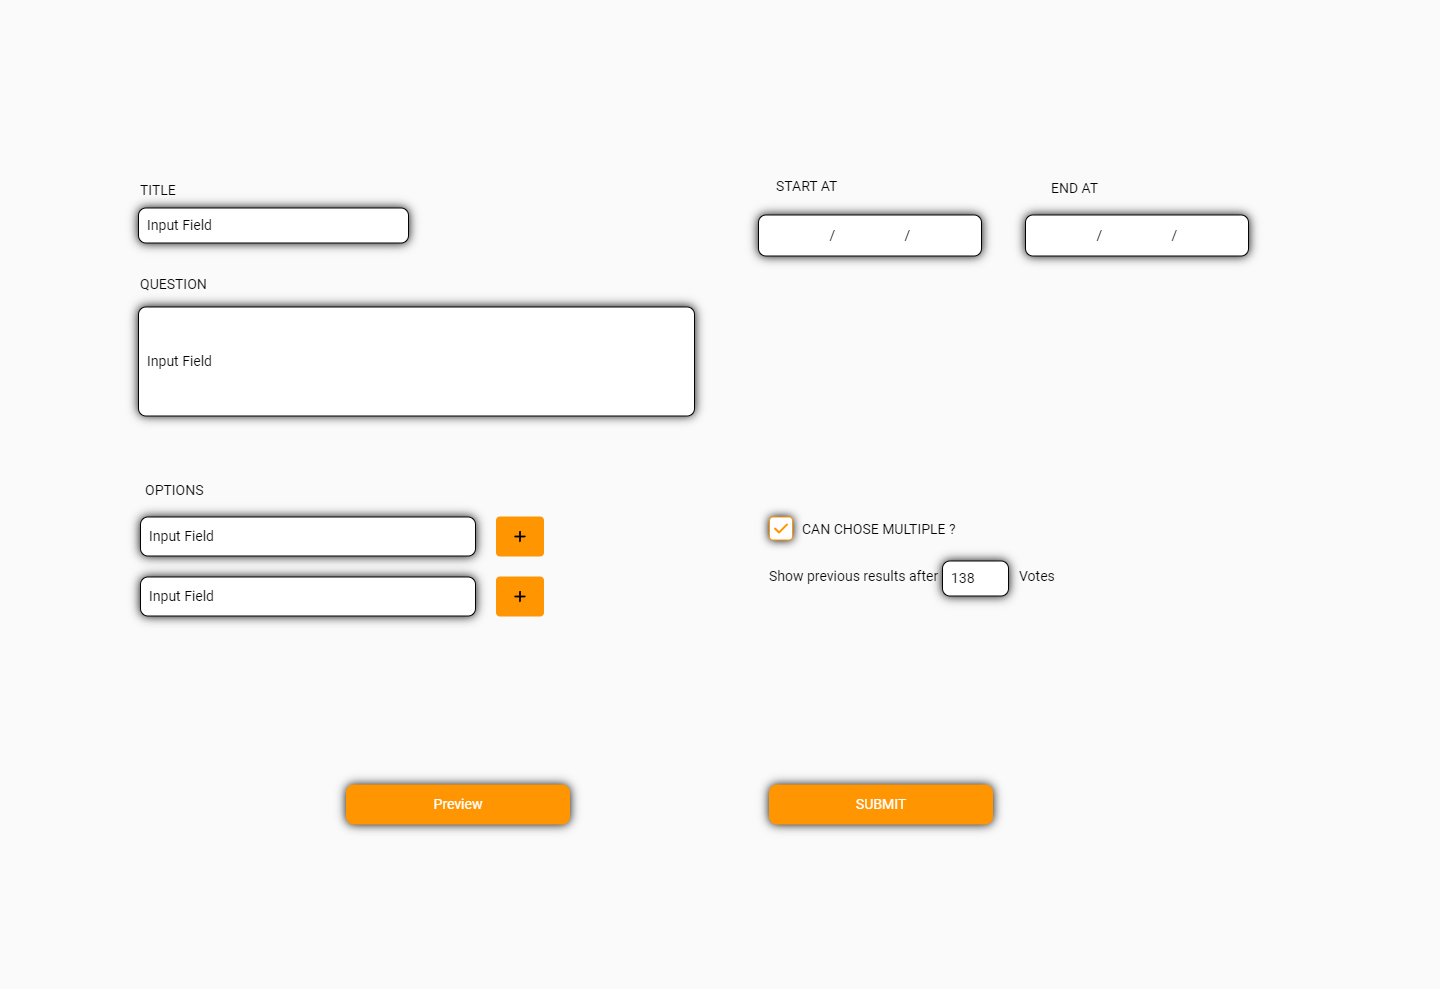 TITLE
Input Field
START AT
/ /
END AT
/ /
QUESTION
Input Field
OPTIONS
Input Field
+
Input Field
+
CAN CHOSE MULTIPLE ?
Show previous results after 138 Votes
Preview
SUBMIT